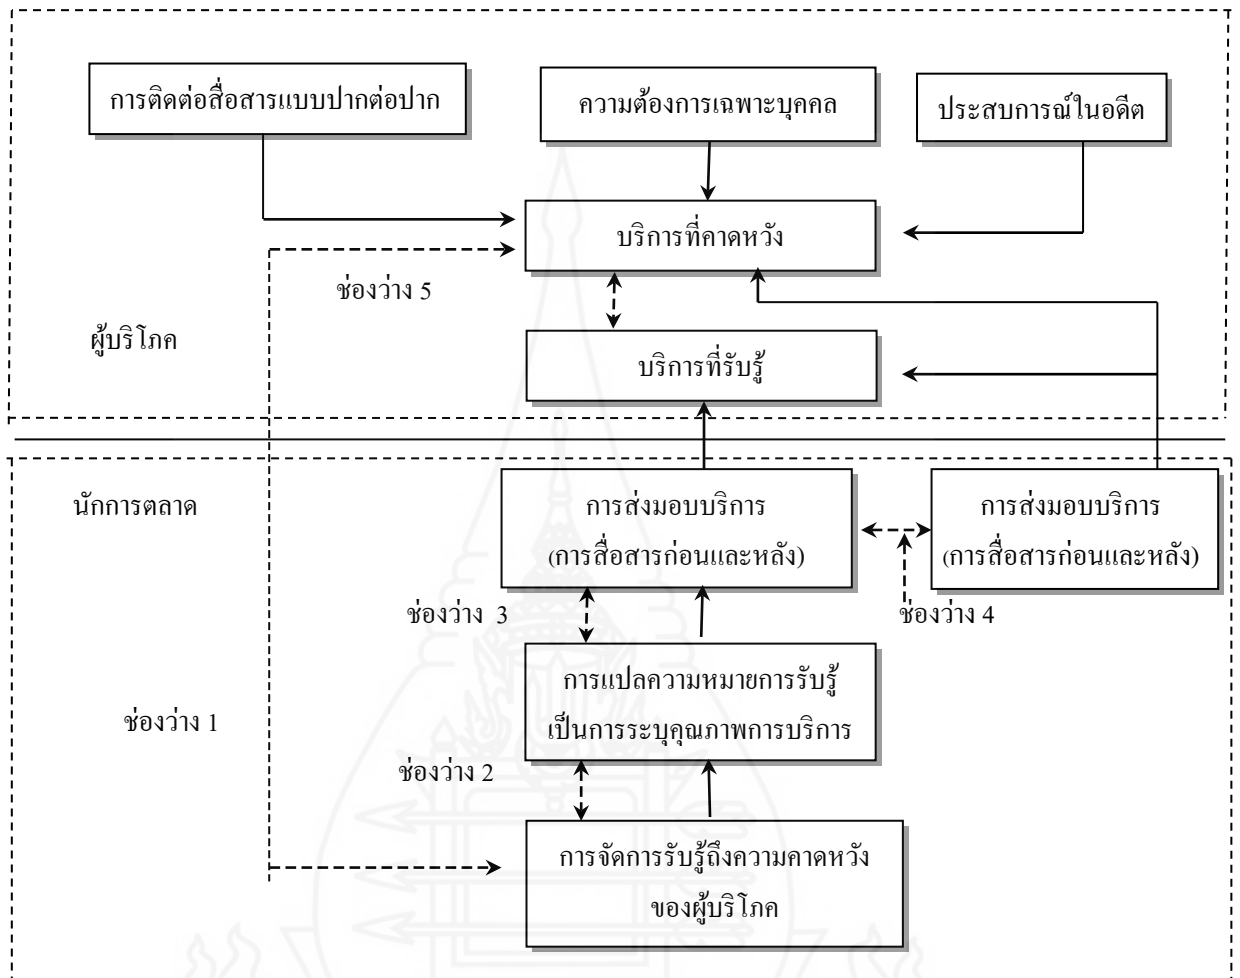 การติดต่อสื่อสารแบบปากต่อปาก
ความต้องการเฉพาะบุคคล
ประสบการณ์ในอดีต
บริการที่คาดหวัง
ช่องว่าง 5
ผู้บริโภค
บริการที่รับรู้
นักการตลาด
การส่งมอบบริการ
(การสื่อสารก่อนและหลัง)
การส่งมอบบริการ
(การสื่อสารก่อนและหลัง)
ช่องว่าง 3
ช่องว่าง 4
การแปลความหมายการรับรู้
เป็นการระบุคุณภาพการบริการ
ช่องว่าง 1
ช่องว่าง 2
การจัดการรับรู้ถึงความคาดหวัง
ของผู้บริโภค